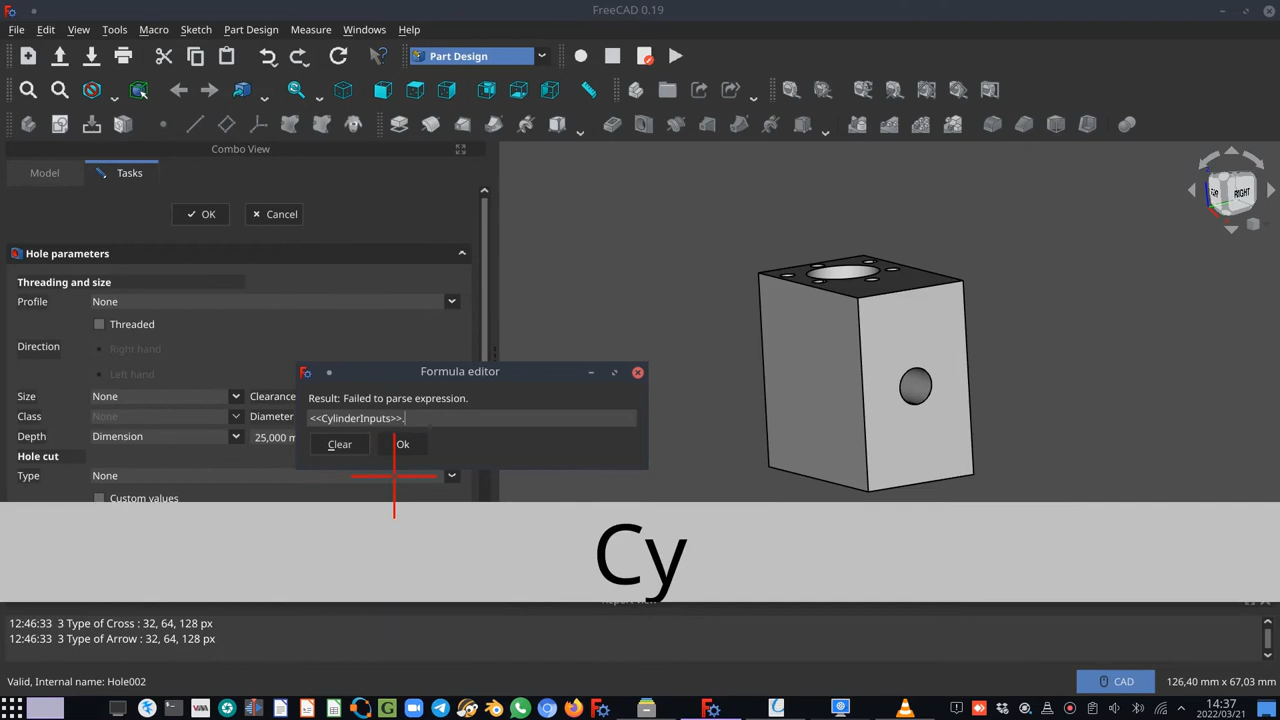 FreeCAD 0.19
File Edit View Tools Macro Sketch Part Design Measure Windows Help
Part Design
Combo View
Model Tasks
OK Cancel
Hole parameters
Threading and size
Profile None
Threaded
Direction Right hand
Left hand
Size None Clearance
Class None Diameter
Depth Dimension 25,000 m
Hole cut
Type None
Custom values
Formula editor
Result: Failed to parse expression.
<<CylinderInputs>>.
Clear Ok
RIGHT
Cy
12:46:33 3 Type of Cross : 32, 64, 128 px
12:46:33 3 Type of Arrow : 32, 64, 128 px
Valid, Internal name: Hole002
CAD 126,40 mm x 67,03 mm
14:37
2022/03/21